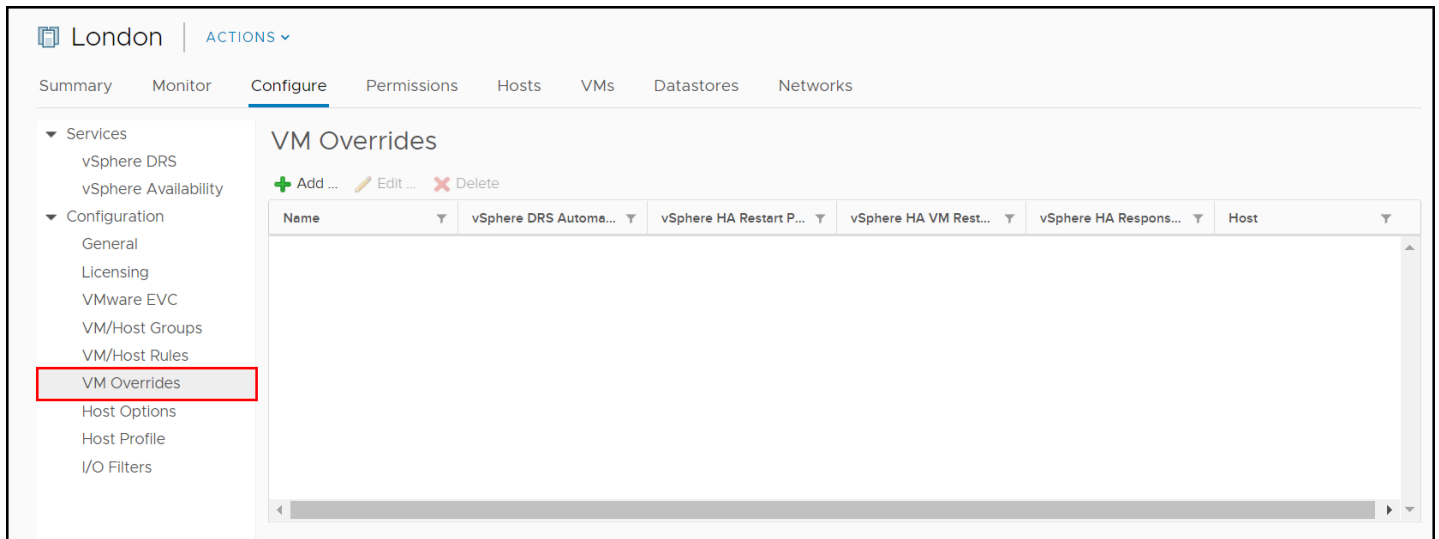 London ACTIONS
Summary Monitor Configure Permissions Hosts VMs Datastores Networks
Services
vSphere DRS
vSphere Availability
Configuration
General
Licensing
VMware EVC
VM/Host Groups
VM/Host Rules
VM Overrides
Host Options
Host Profile
I/O Filters
VM Overrides
Add ... Edit ... Delete
Name vSphere DRS Automa... vSphere HA Restart P... vSphere HA VM Rest... vSphere HA Respons... Host